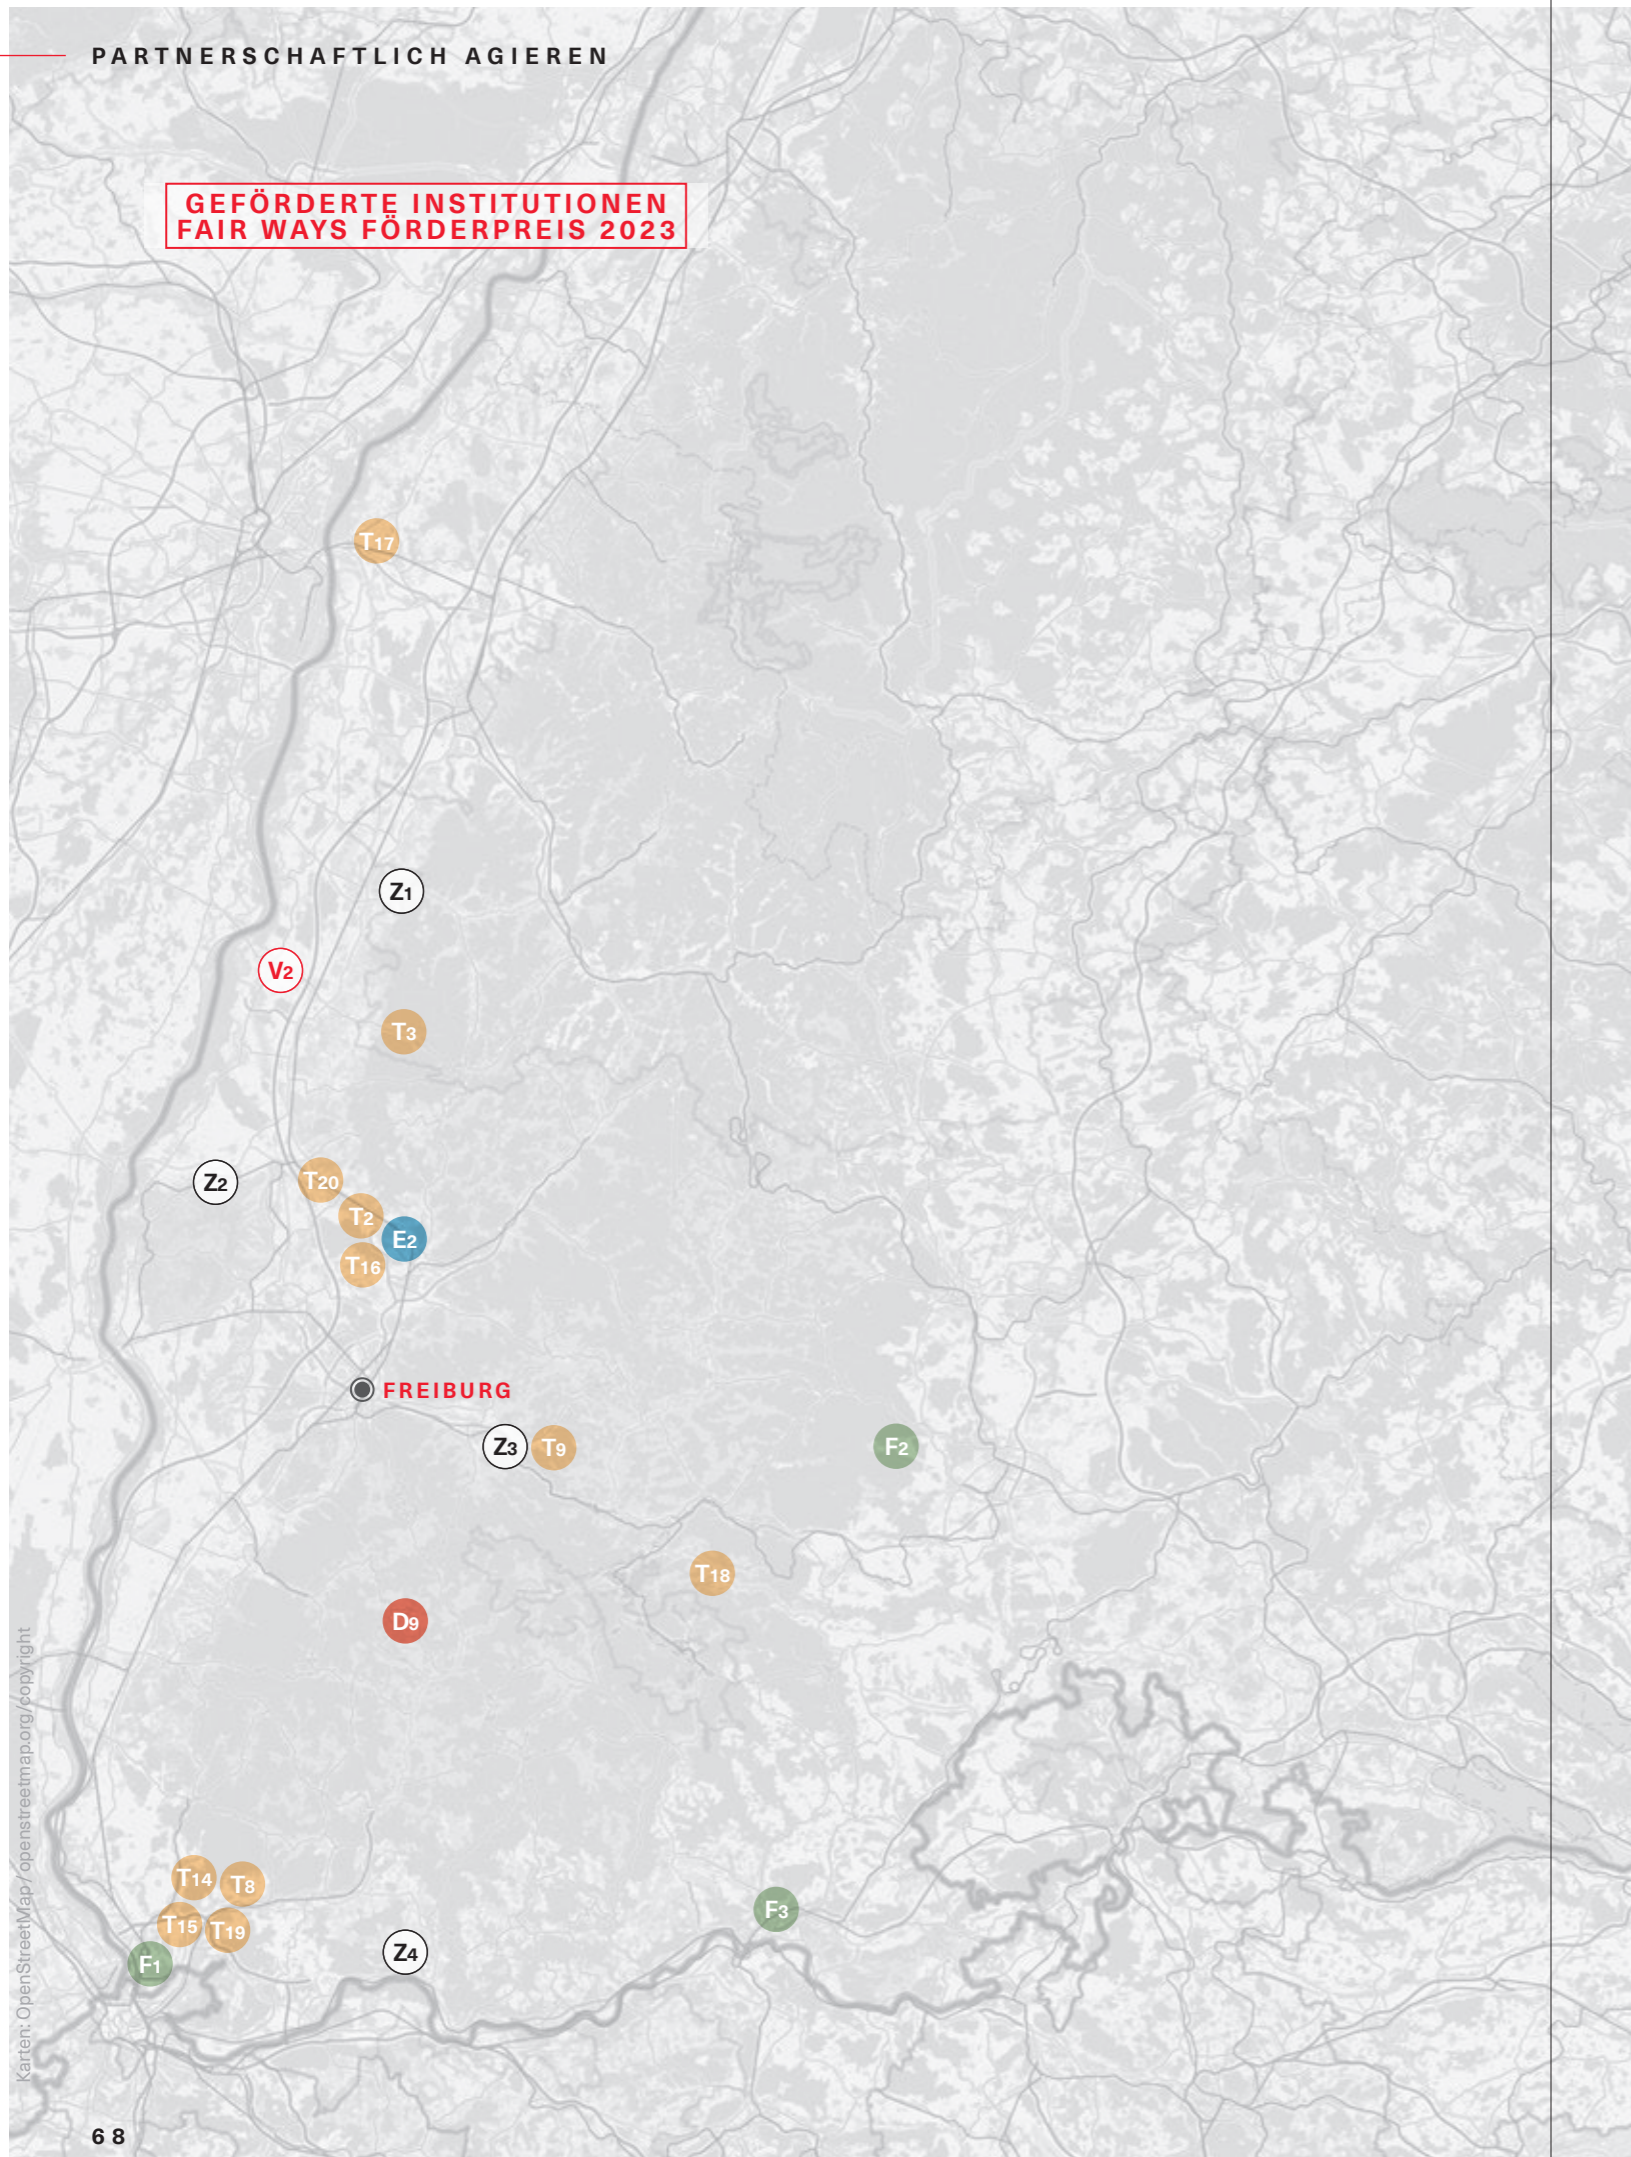 PARTNERSCHAFTLICH AGIEREN
GEFÖRDERTE INSTITUTIONEN
FAIR WAYS FÖRDERPREIS 2023
T17
Z1
V2
T3
Z2
T20
T2
E2
T16
FREIBURG
Z3
T9
F2
T18
D9
T14
T8
T15
T19
F3
F1
Z4
Karten: OpenStreetMap / openstreetmap.org/copyright
68